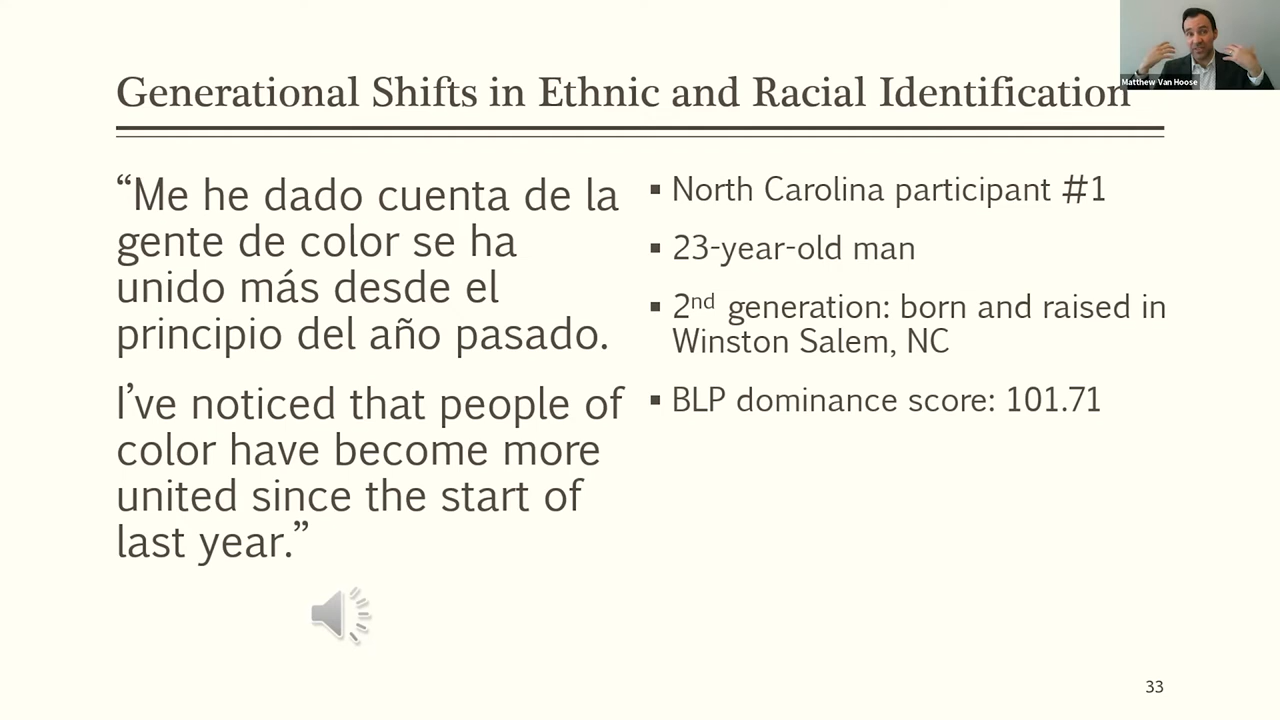 Matthew Van Hoose
Generational Shifts in Ethnic and Racial Identification
“Me he dado cuenta de la
gente de color se ha
unido más desde el
principio del año pasado.
I’ve noticed that people of
color have become more
united since the start of
last year.”
▪ North Carolina participant #1
▪ 23-year-old man
▪ 2nd generation: born and raised in
Winston Salem, NC
▪ BLP dominance score: 101.71
33